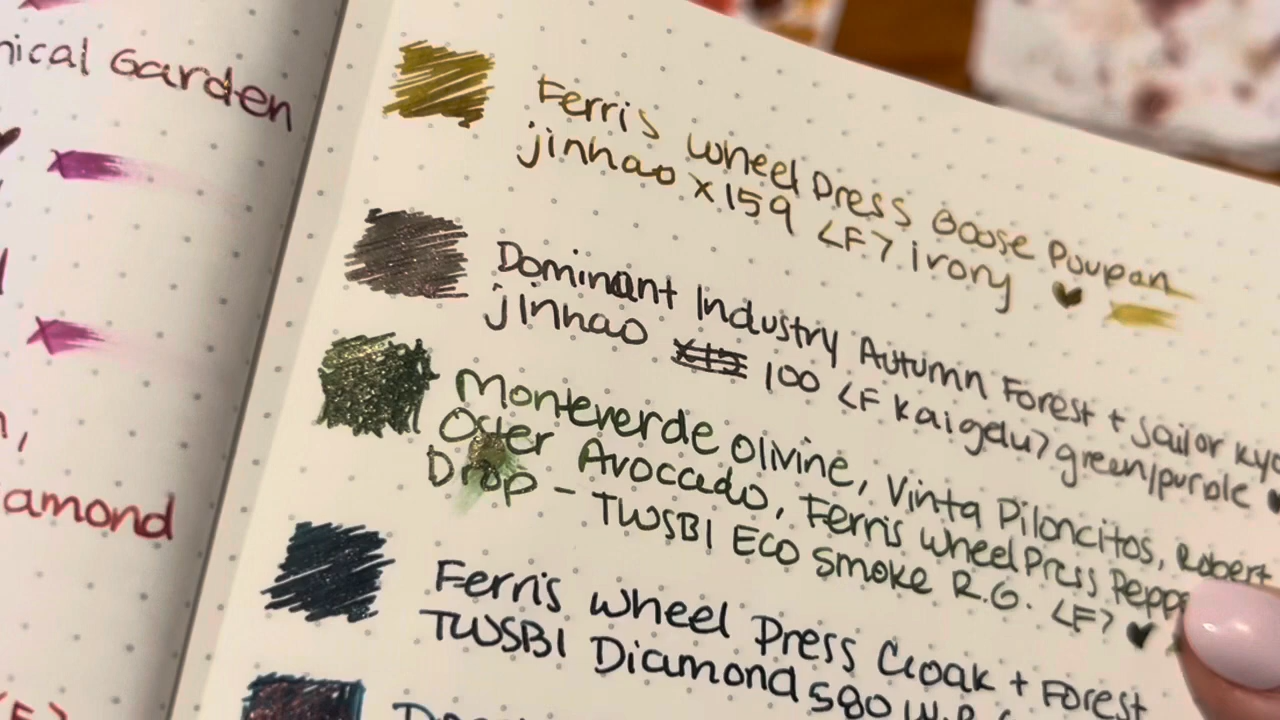 nical Garden
amond
Ferris Wheel Press Goose Poupan
jinhao x159 <F> ivory
Dominant Industry Autumn Forest + Sailor Kyo
jinhao 100 <F Kaigelu> green/purple
Monteverde Olivine, Vinta Piloncitos, Robert
Oster Avocado, Ferris Wheel Press Peppe
Drop - TWSBI Eco Smoke R.G. <F>
Ferris Wheel Press Cloak + Forest
TWSBI Diamond 580